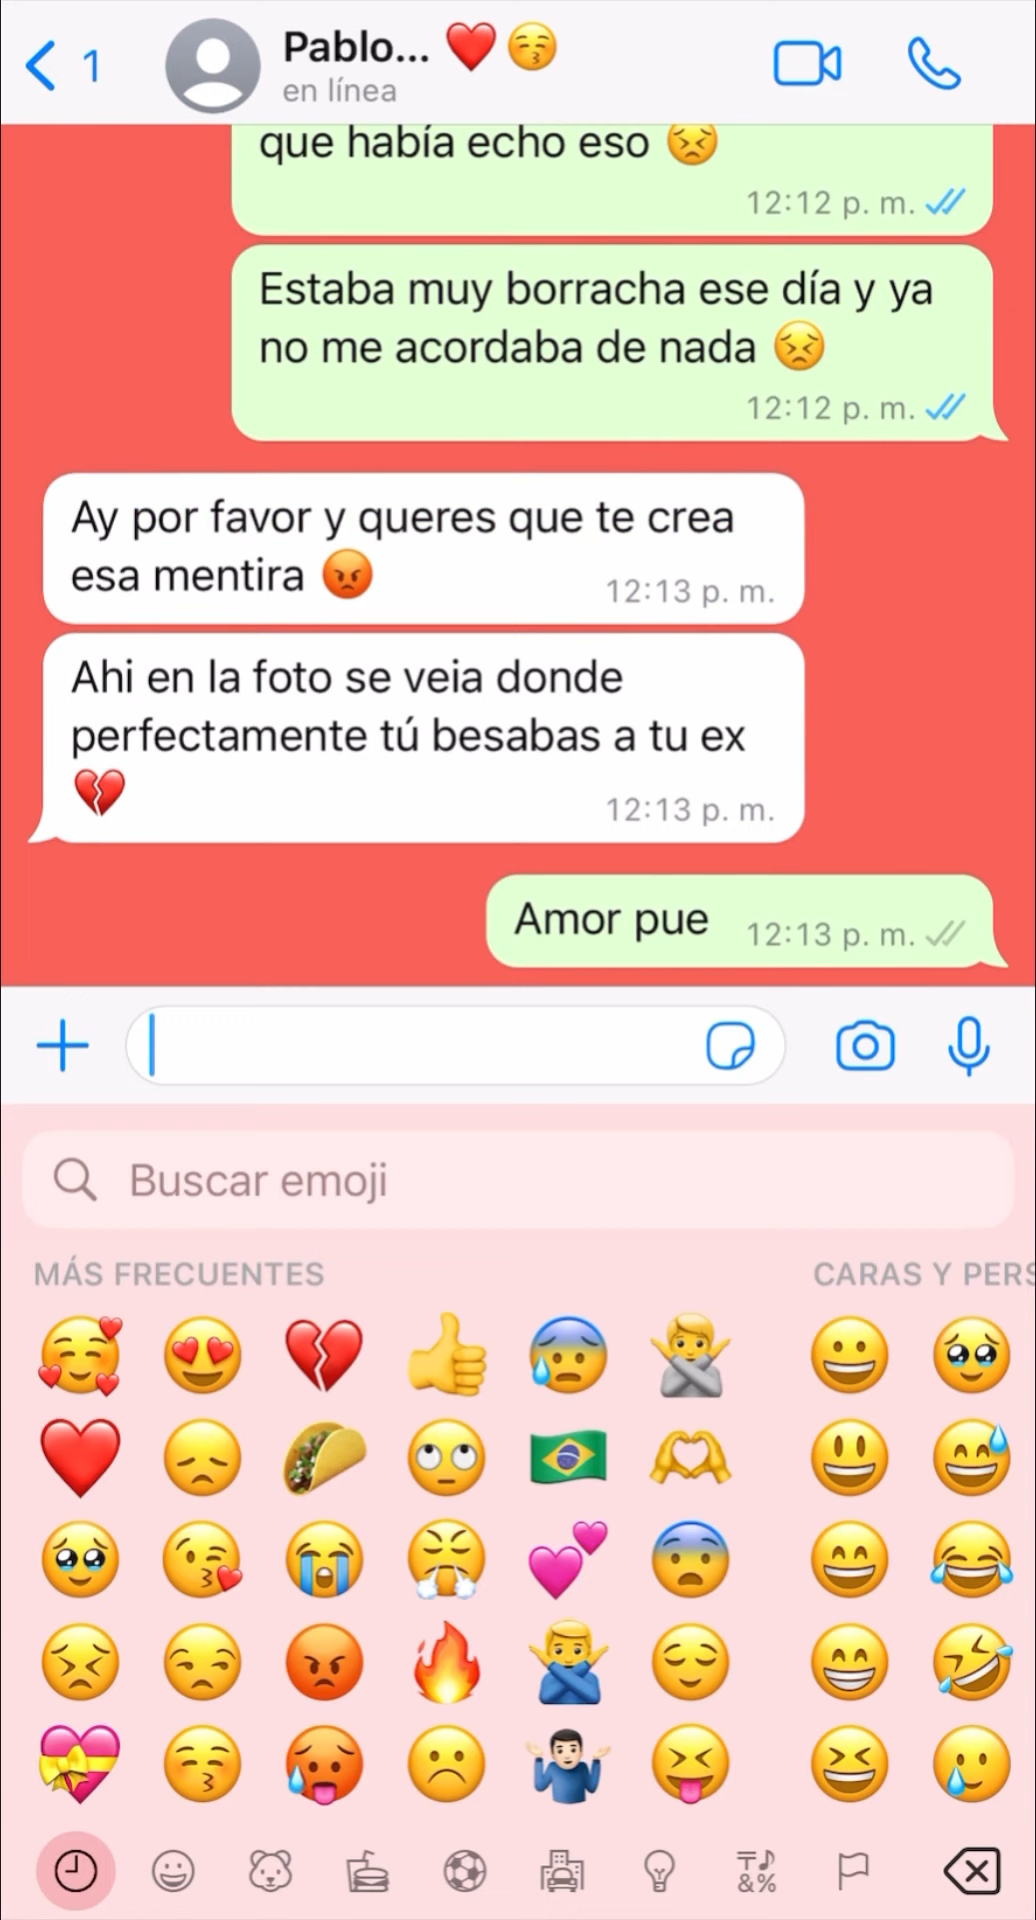 1
Pablo... ❤️😚
en línea
que había echo eso 😣
12:12 p. m.
Estaba muy borracha ese día y ya
no me acordaba de nada 😣
12:12 p. m.
Ay por favor y queres que te crea
esa mentira 😡
12:13 p. m.
Ahi en la foto se veia donde
perfectamente tú besabas a tu ex
💔
12:13 p. m.
Amor pue 12:13 p. m.
Buscar emoji
MÁS FRECUENTES
CARAS Y PERS